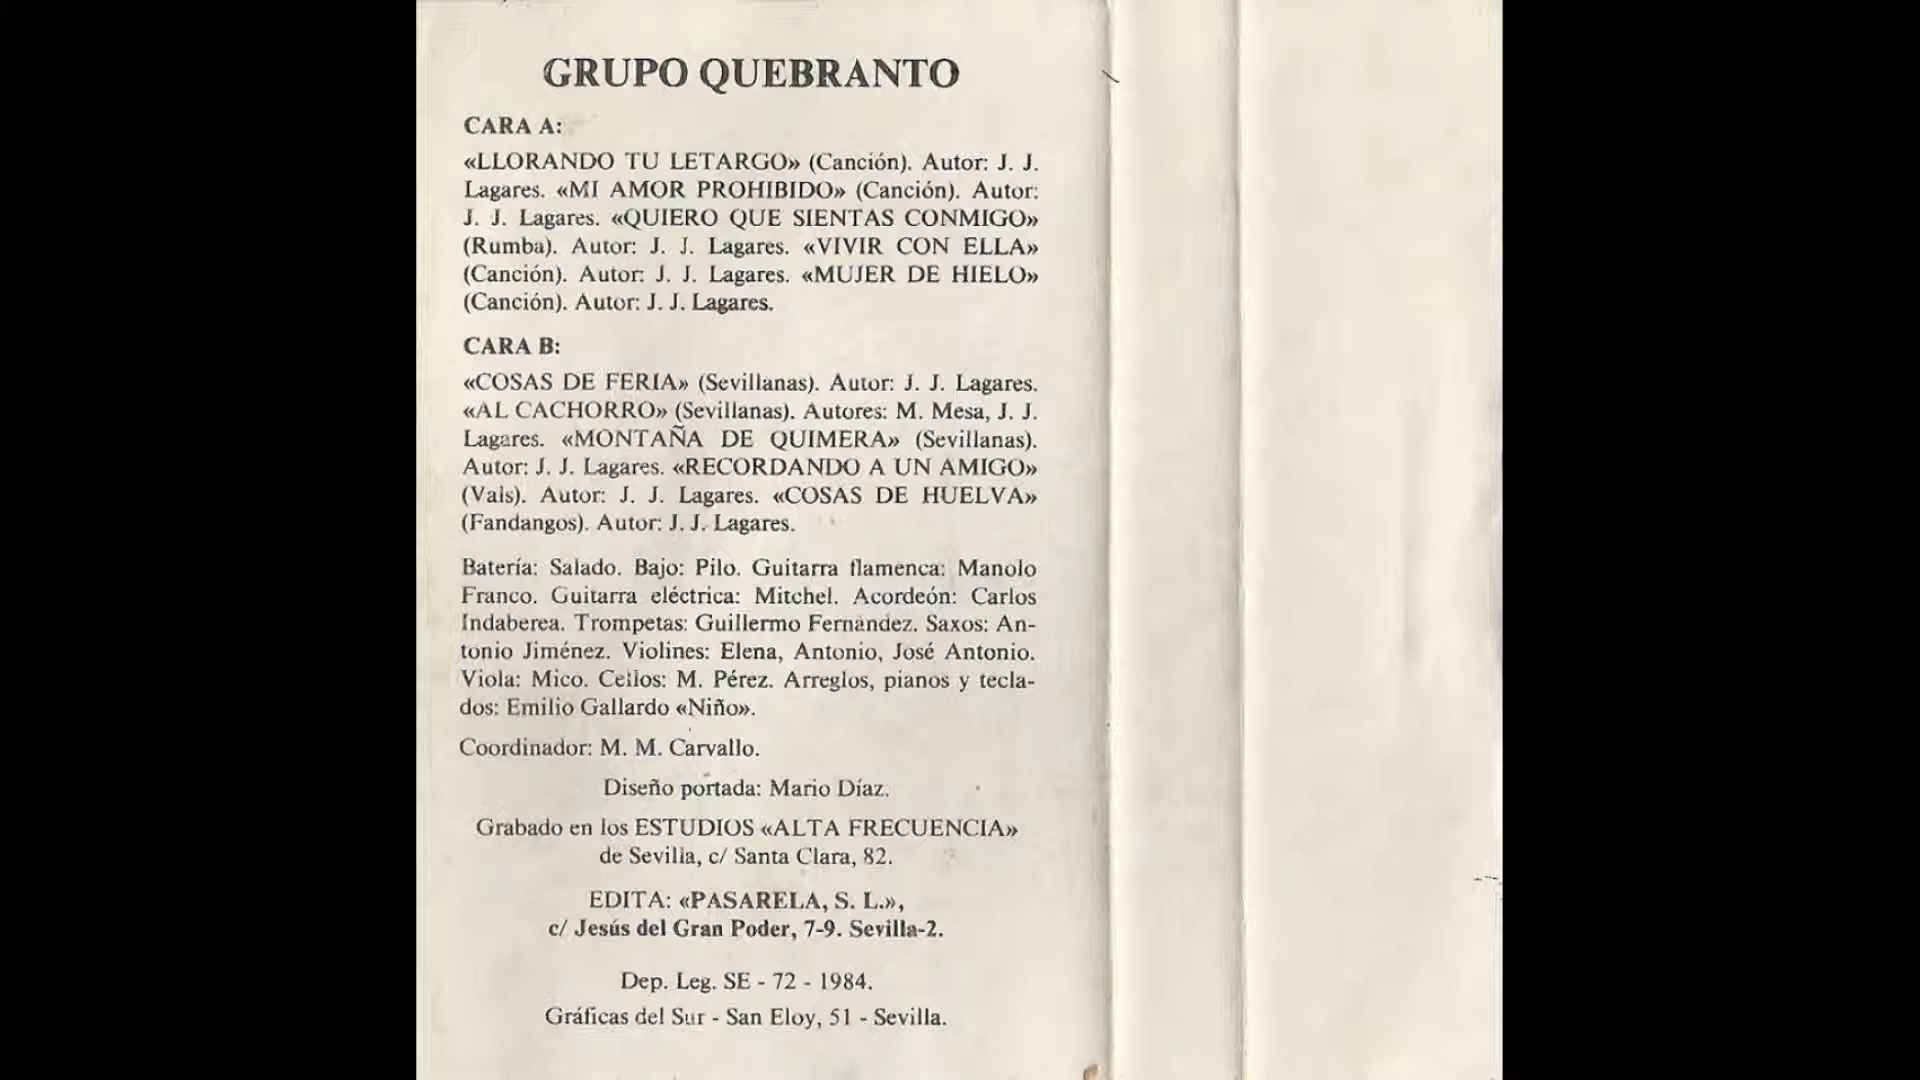 GRUPO QUEBRANTO
CARA A:
«LLORANDO TU LETARGO» (Canción). Autor: J. J.
Lagares. «MI AMOR PROHIBIDO» (Canción). Autor:
J. J. Lagares. «QUIERO QUE SIENTAS CONMIGO»
(Rumba). Autor: J. J. Lagares. «VIVIR CON ELLA»
(Canción). Autor: J. J. Lagares. «MUJER DE HIELO»
(Canción). Autor: J. J. Lagares.
CARA B:
«COSAS DE FERIA» (Sevillanas). Autor: J. J. Lagares.
«AL CACHORRO» (Sevillanas). Autores: M. Mesa, J. J.
Lagares. «MONTAÑA DE QUIMERA» (Sevillanas).
Autor: J. J. Lagares. «RECORDANDO A UN AMIGO»
(Vals). Autor: J. J. Lagares. «COSAS DE HUELVA»
(Fandangos). Autor: J. J. Lagares.
Batería: Salado. Bajo: Pilo. Guitarra flamenca: Manolo
Franco. Guitarra eléctrica: Mitchel. Acordeón: Carlos
Indaberea. Trompetas: Guillermo Fernández. Saxos: An-
tonio Jiménez. Violines: Elena, Antonio, José Antonio.
Viola: Mico. Cellos: M. Pérez. Arreglos, pianos y tecla-
dos: Emilio Gallardo «Niño».
Coordinador: M. M. Carvallo.
Diseño portada: Mario Díaz.
Grabado en los ESTUDIOS «ALTA FRECUENCIA»
de Sevilla, c/ Santa Clara, 82.
EDITA: «PASARELA, S. L.»,
c/ Jesús del Gran Poder, 7-9. Sevilla-2.
Dep. Leg. SE - 72 - 1984.
Gráficas del Sur - San Eloy, 51 - Sevilla.